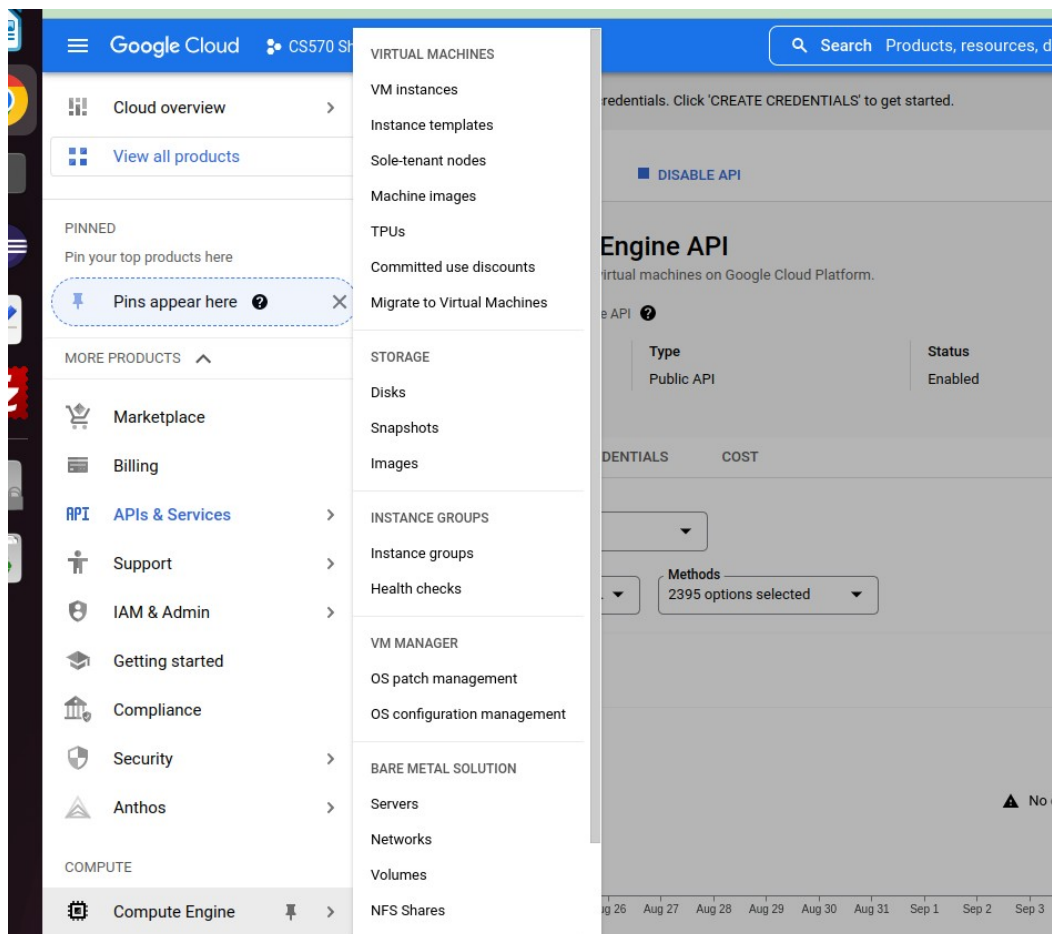 Google Cloud
CS570 Sh
Search Products, resources, d
Cloud overview
View all products
PINNED
Pin your top products here
Pins appear here
MORE PRODUCTS
Marketplace
Billing
API APIs & Services
Support
IAM & Admin
Getting started
Compliance
Security
Anthos
COMPUTE
Compute Engine
VIRTUAL MACHINES
VM instances
Instance templates
Sole-tenant nodes
Machine images
TPUs
Committed use discounts
Migrate to Virtual Machines
STORAGE
Disks
Snapshots
Images
INSTANCE GROUPS
Instance groups
Health checks
VM MANAGER
OS patch management
OS configuration management
BARE METAL SOLUTION
Servers
Networks
Volumes
NFS Shares
redentials. Click 'CREATE CREDENTIALS' to get started.
DISABLE API
Engine API
virtual machines on Google Cloud Platform.
e API
Type
Public API
Status
Enabled
DENTIALS
COST
Methods
2395 options selected
No
ug 26 Aug 27 Aug 28 Aug 29 Aug 30 Aug 31 Sep 1 Sep 2 Sep 3